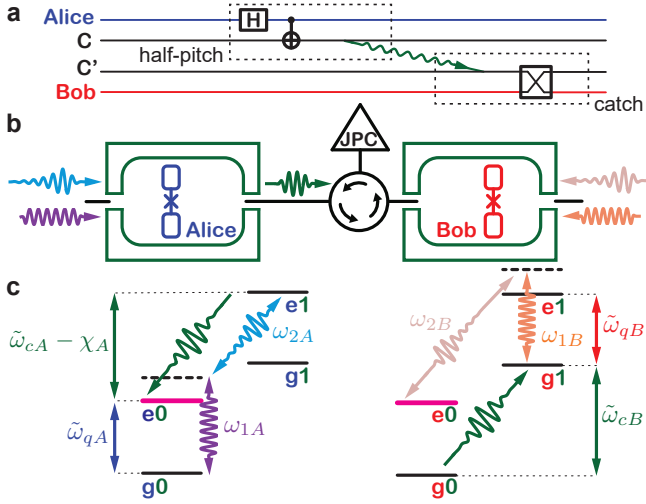 a
Alice
H
C
half-pitch
C'
Bob
catch
b
JPC
Alice
Bob
c
e1
e1
ω̃cA − χA
ω2A
g1
ω2B
ω1B
ω̃qB
g1
e0
e0
ω̃qA
ω1A
ω̃cB
g0
g0